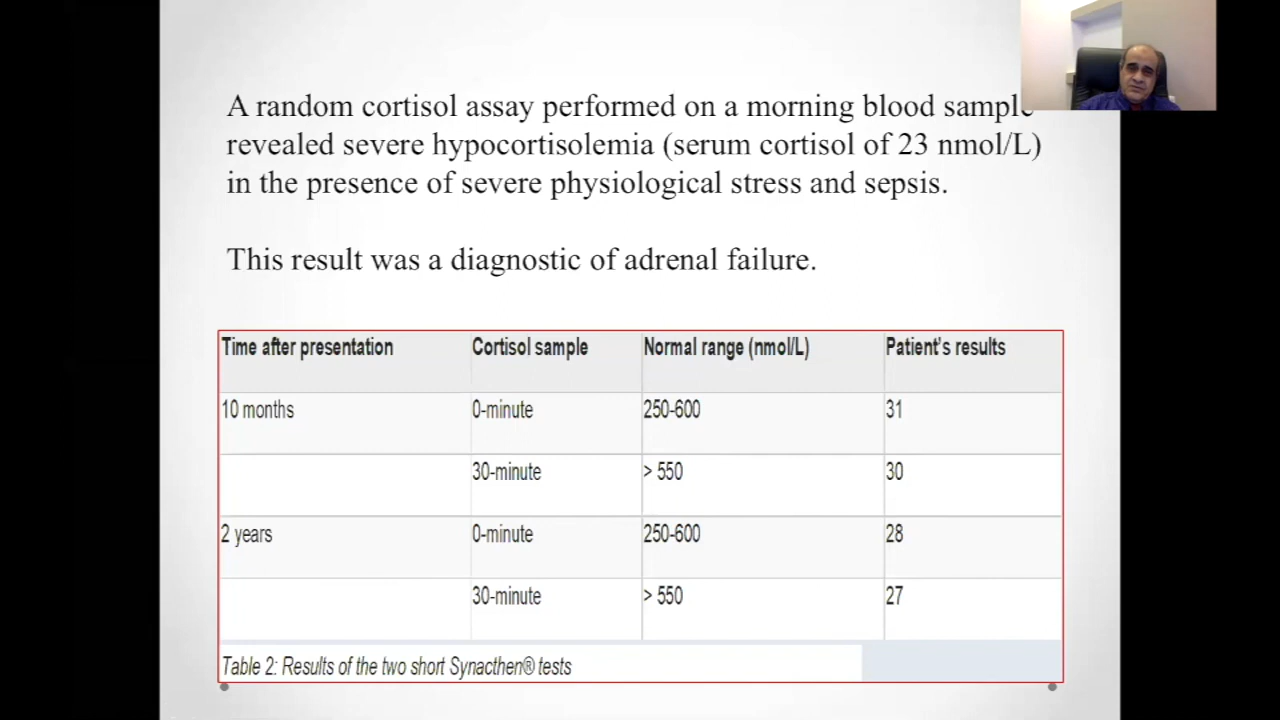 A random cortisol assay performed on a morning blood sample
revealed severe hypocortisolemia (serum cortisol of 23 nmol/L)
in the presence of severe physiological stress and sepsis.
This result was a diagnostic of adrenal failure.
Time after presentation Cortisol sample Normal range (nmol/L) Patient's results
10 months 0-minute 250-600 31
30-minute > 550 30
2 years 0-minute 250-600 28
30-minute > 550 27
Table 2: Results of the two short Synacthen® tests